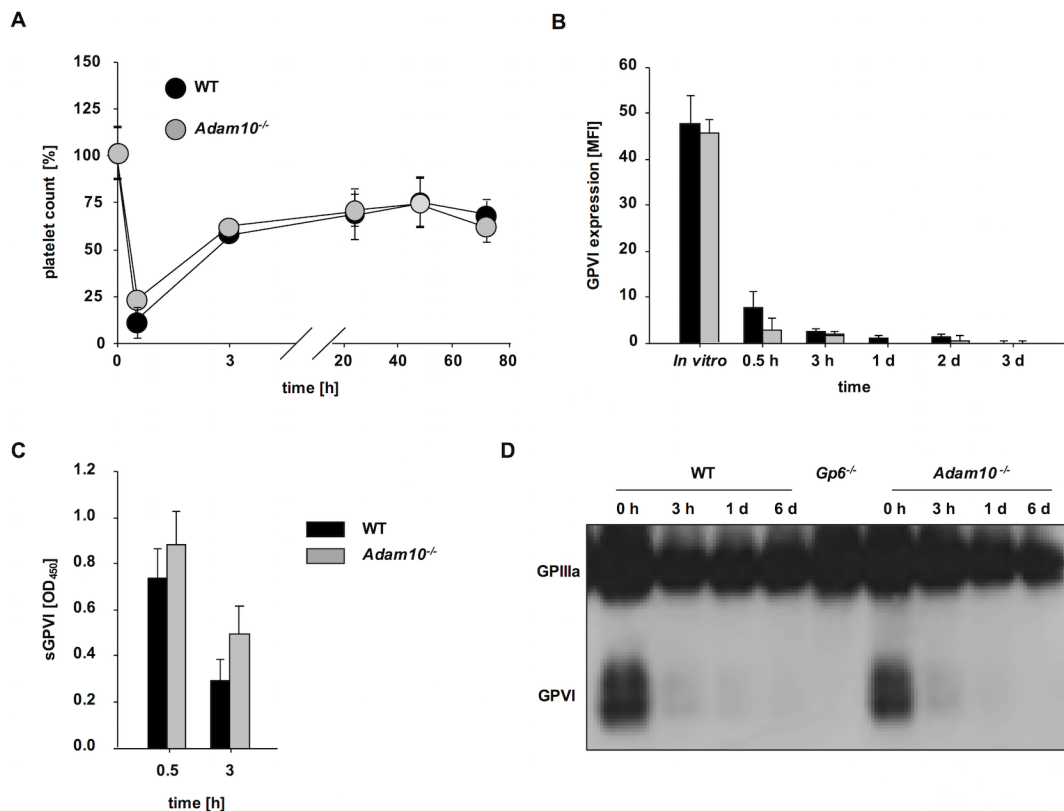 A
150
125
100
75
50
25
0
platelet count [%]
WT
Adam10-/-
0 3 20 40 60 80
time [h]
B
60
50
40
30
20
10
0
GPVI expression [MFI]
In vitro 0.5 h 3 h 1 d 2 d 3 d
time
C
1.2
1.0
0.8
0.6
0.4
0.2
0.0
sGPVI [OD450]
WT
Adam10-/-
0.5 3
time [h]
D
WT Gp6-/- Adam10-/-
0 h 3 h 1 d 6 d 0 h 3 h 1 d 6 d
GPIIIa
GPVI